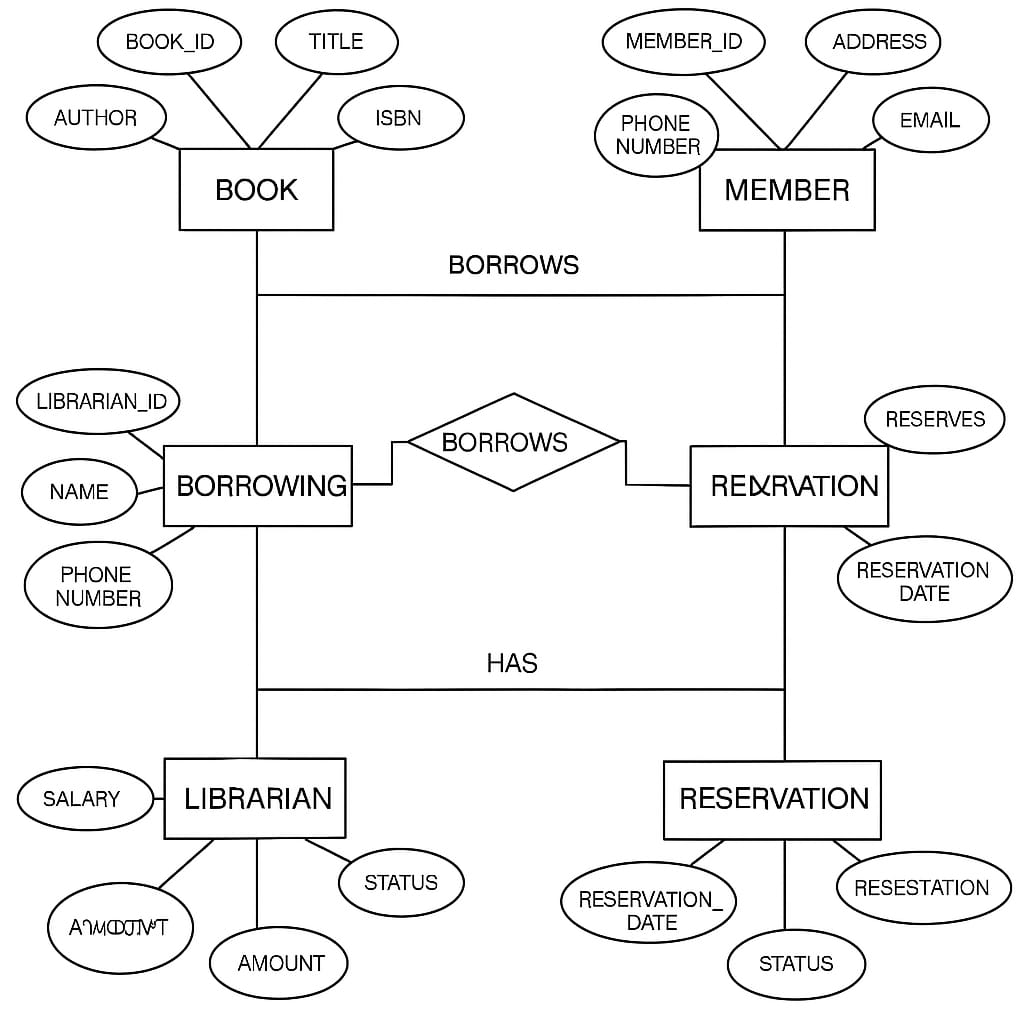 BOOK_ID
TITLE
MEMBER_ID
ADDRESS
AUTHOR
ISBN
PHONE
NUMBER
EMAIL
BOOK
MEMBER
BORROWS
LIBRARIAN_ID
RESERVES
BORROWS
NAME
BORROWING
PHONE
NUMBER
RESERVATION
DATE
HAS
SALARY
LIBRARIAN
RESERVATION
STATUS
RESERVATION_
DATE
RESESTATION
AMOUNT
STATUS